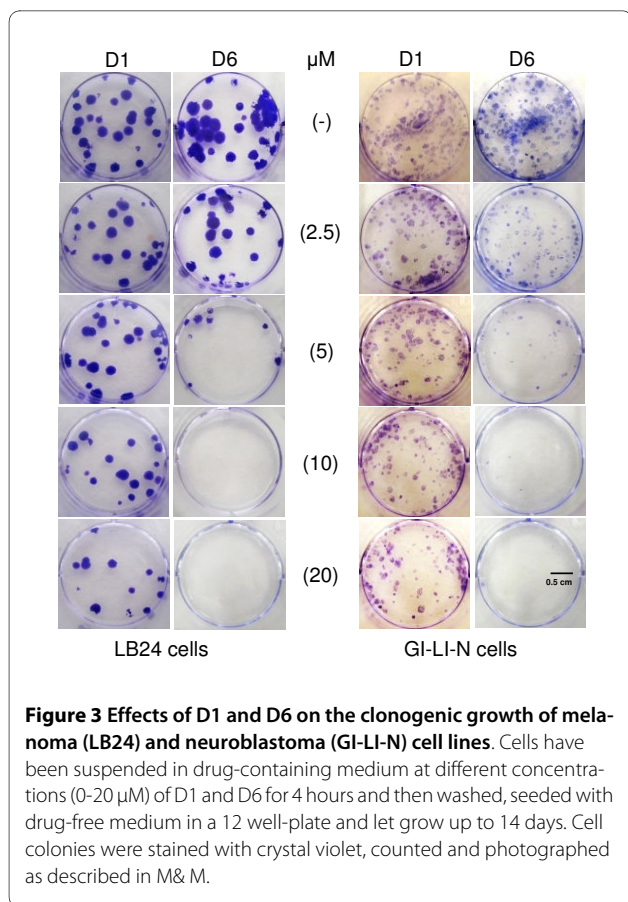 D1 D6 µM D1 D6
(-)
(2.5)
(5)
(10)
(20)
0.5 cm
LB24 cells GI-LI-N cells
Figure 3 Effects of D1 and D6 on the clonogenic growth of mela-
noma (LB24) and neuroblastoma (GI-LI-N) cell lines. Cells have
been suspended in drug-containing medium at different concentra-
tions (0-20 µM) of D1 and D6 for 4 hours and then washed, seeded with
drug-free medium in a 12 well-plate and let grow up to 14 days. Cell
colonies were stained with crystal violet, counted and photographed
as described in M& M.